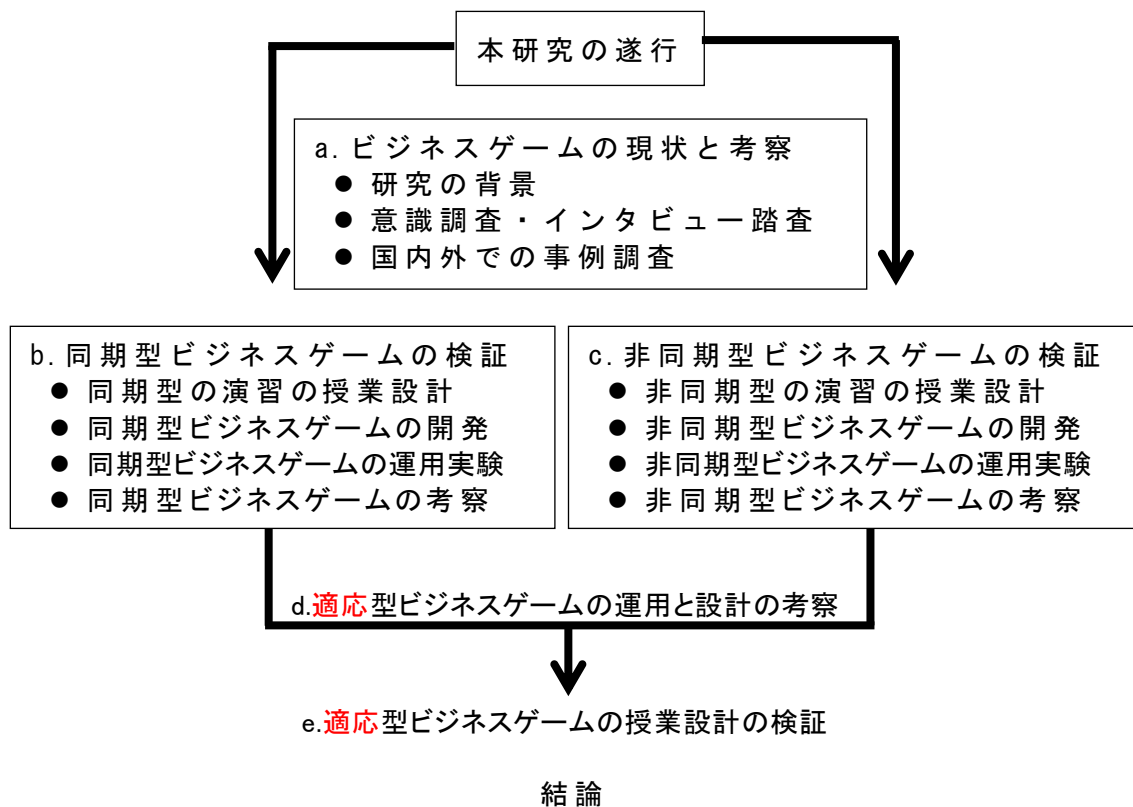 本研究の遂行
a.ビジネスゲームの現状と考察
● 研究の背景
● 意識調査・インタビュー踏査
● 国内外での事例調査
b.同期型ビジネスゲームの検証
● 同期型の演習の授業設計
● 同期型ビジネスゲームの開発
● 同期型ビジネスゲームの運用実験
● 同期型ビジネスゲームの考察
c.非同期型ビジネスゲームの検証
● 非同期型の演習の授業設計
● 非同期型ビジネスゲームの開発
● 非同期型ビジネスゲームの運用実験
● 非同期型ビジネスゲームの考察
d.適応型ビジネスゲームの運用と設計の考察
e.適応型ビジネスゲームの授業設計の検証
結論